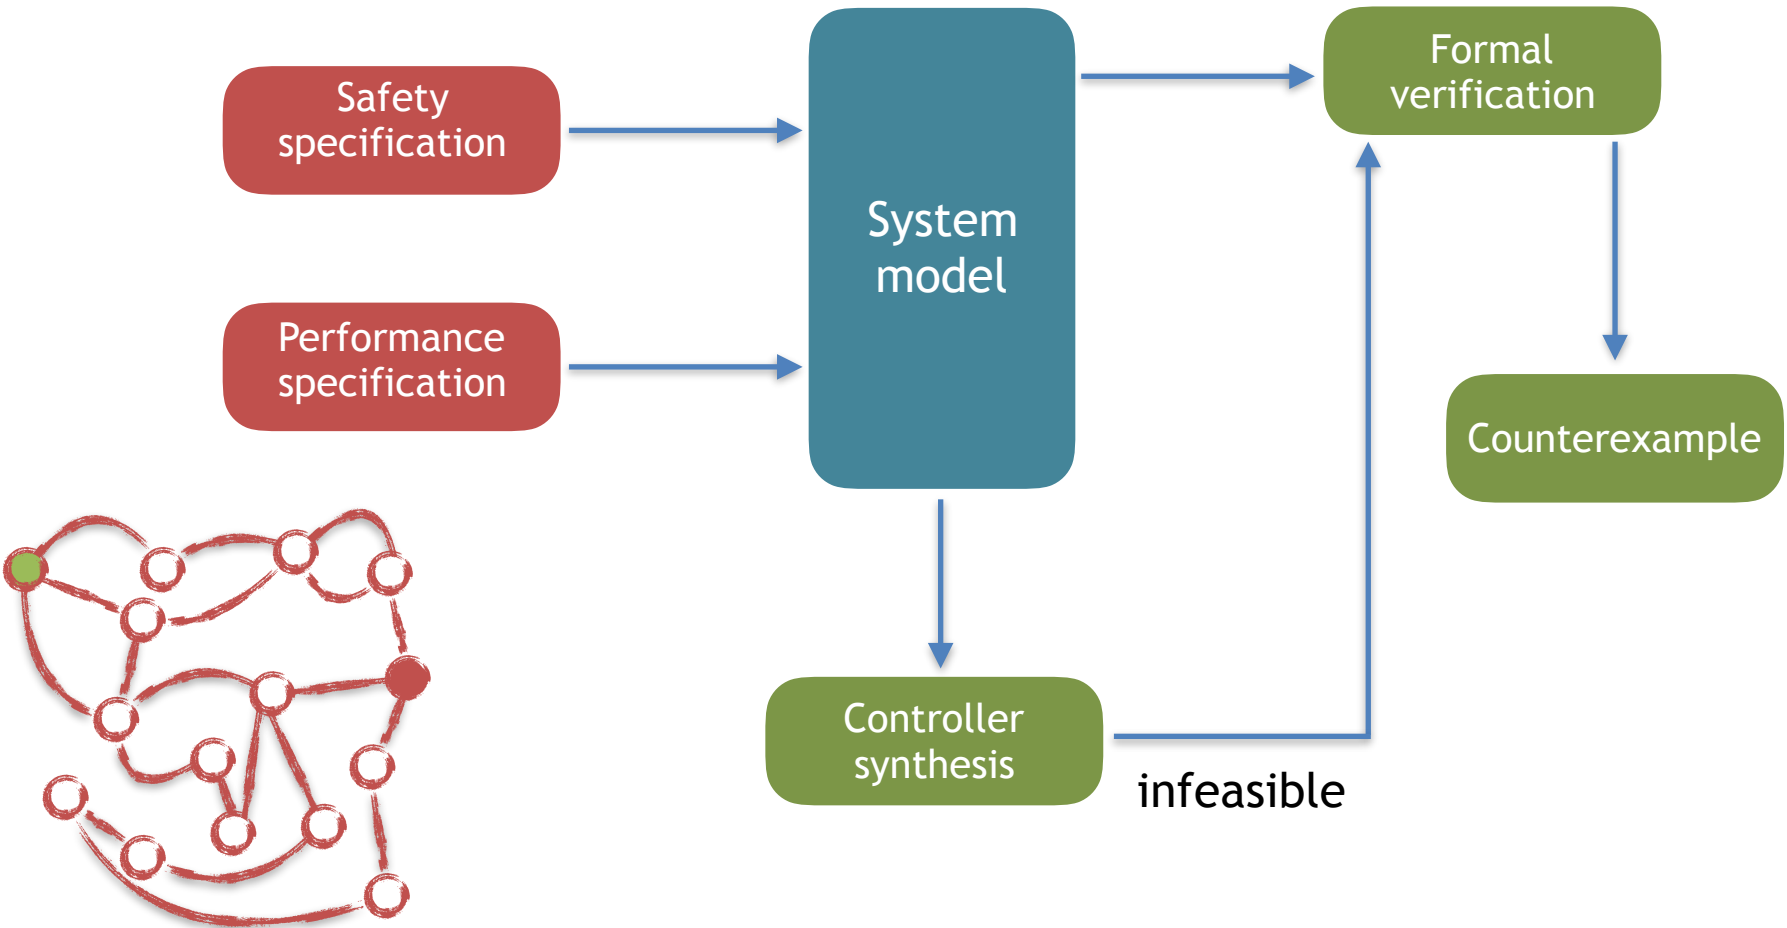 Safety
specification
Performance
specification
System
model
Formal
verification
Counterexample
Controller
synthesis
infeasible